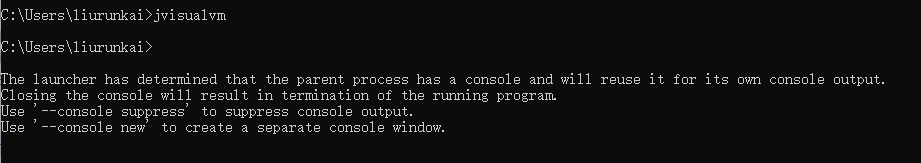 C:\Users\liurunkai>jvisualvm
C:\Users\liurunkai>
The launcher has determined that the parent process has a console and will reuse it for its own console output.
Closing the console will result in termination of the running program.
Use '--console suppress' to suppress console output.
Use '--console new' to create a separate console window.